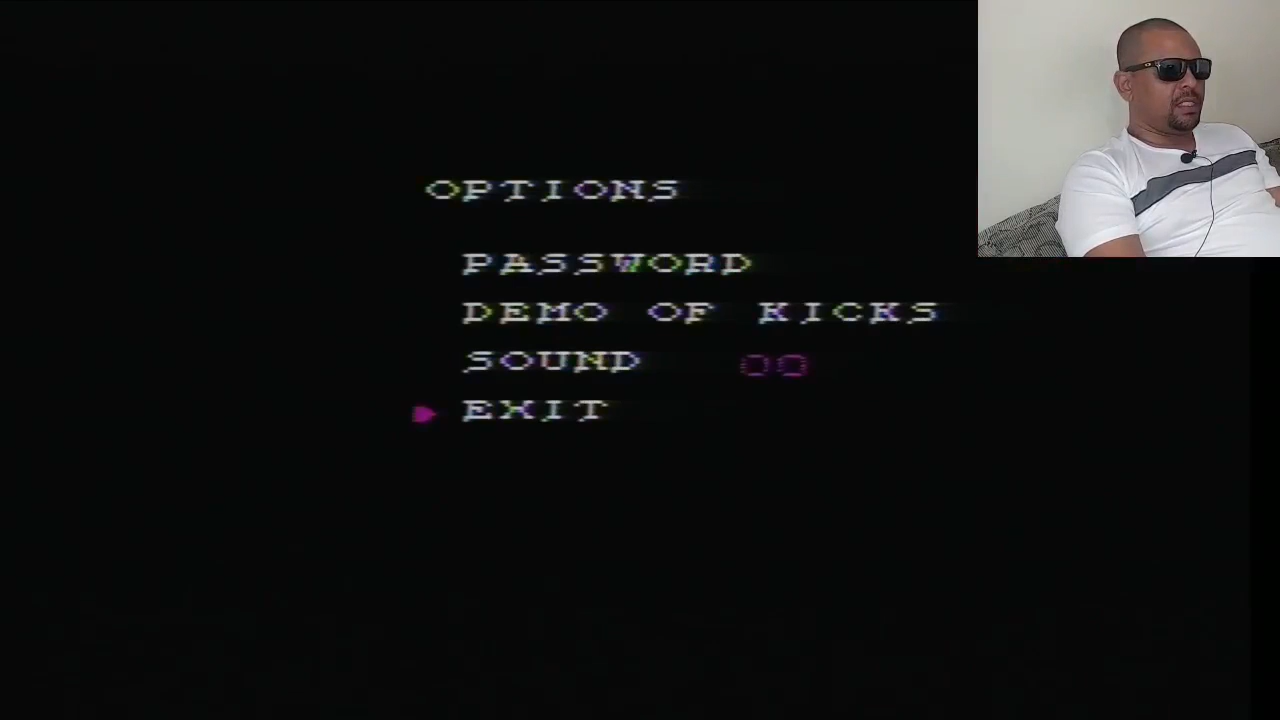 OPTIONS
PASSWORD
DEMO OF KICKS
SOUND 00
EXIT